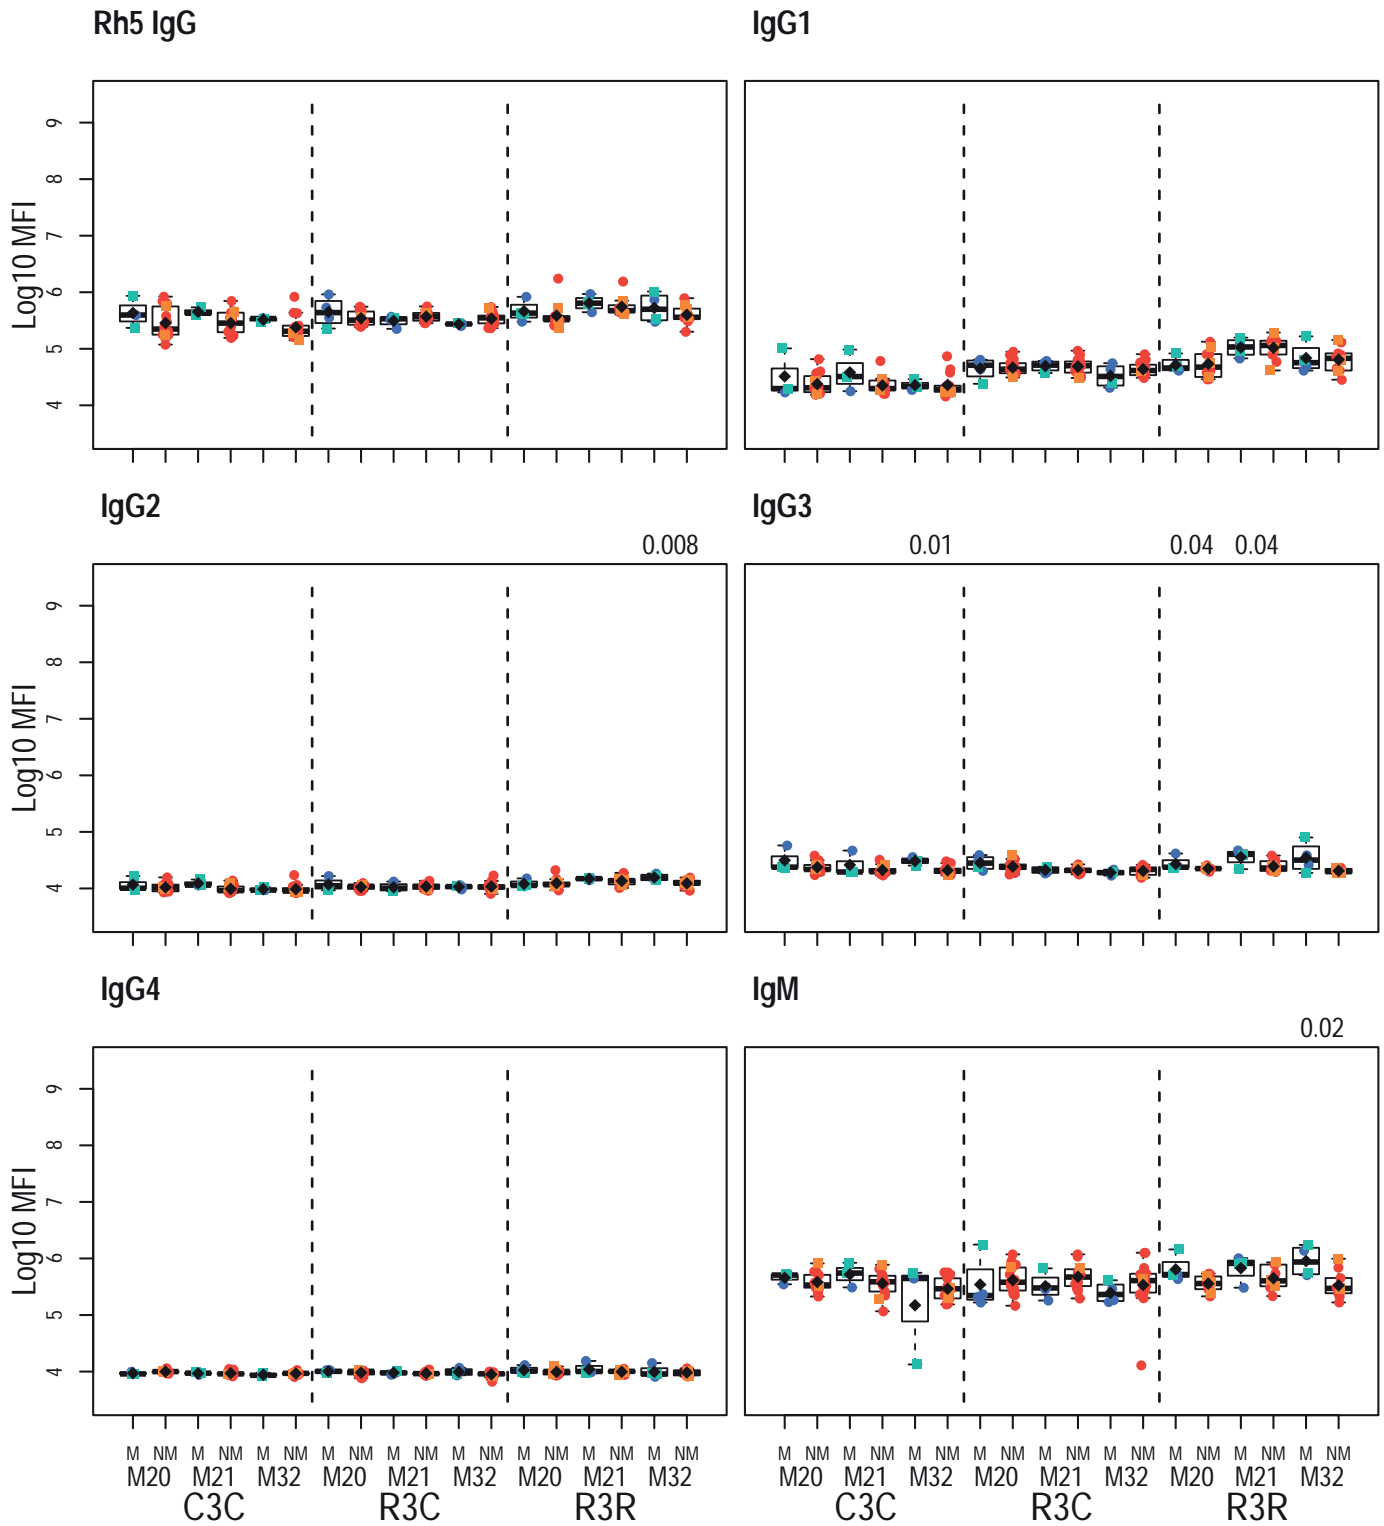 Rh5 IgG
IgG1
Log10 MFI
9
8
7
6
5
4
IgG2
IgG3
0.008
0.01
0.04
0.04
Log10 MFI
9
8
7
6
5
4
IgG4
IgM
0.02
Log10 MFI
9
8
7
6
5
4
M NM M NM M NM M NM M NM M NM M NM M NM M NM
M20 M21 M32 M20 M21 M32 M20 M21 M32
C3C R3C R3R
M NM M NM M NM M NM M NM M NM M NM M NM M NM
M20 M21 M32 M20 M21 M32 M20 M21 M32
C3C R3C R3R